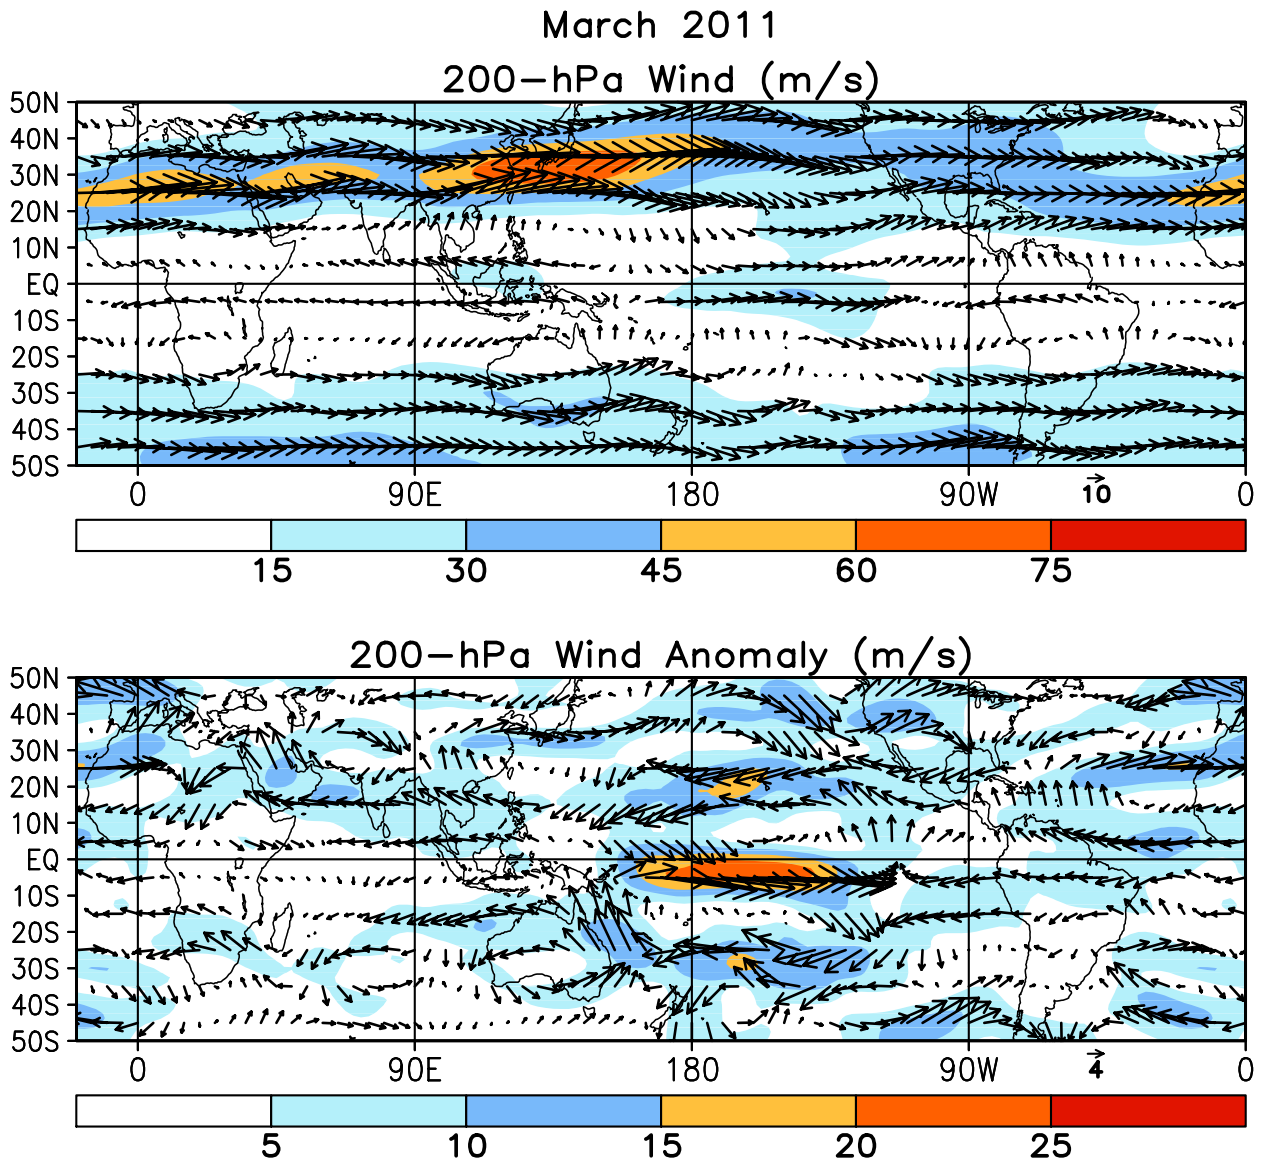 March 2011
200-hPa Wind (m/s)
50N
40N
30N
20N
10N
EQ
10S
20S
30S
40S
50S
0 90E 180 90W 10 0
15 30 45 60 75
200-hPa Wind Anomaly (m/s)
50N
40N
30N
20N
10N
EQ
10S
20S
30S
40S
50S
0 90E 180 90W 4 0
5 10 15 20 25